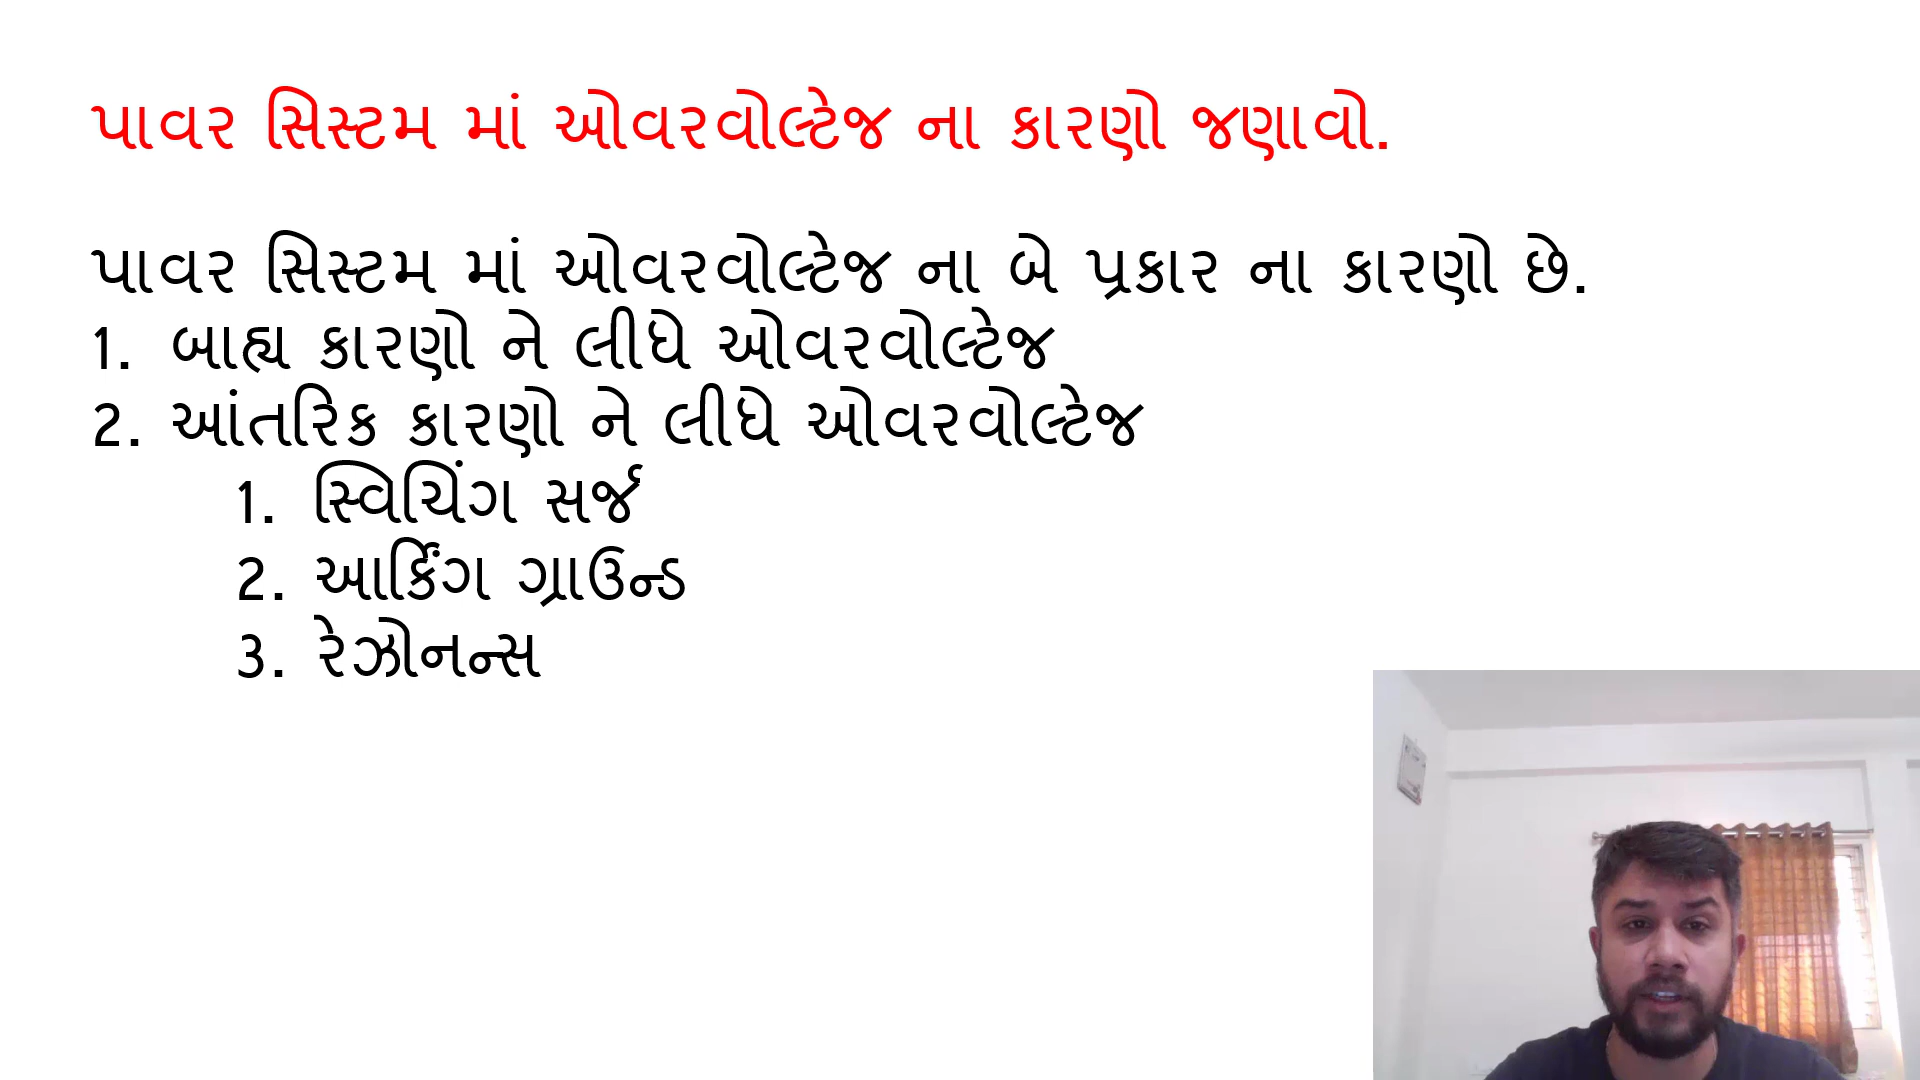 પાવર સિસ્ટમ માં ઓવરવોલ્ટેજ ના કારણો જણાવો.
પાવર સિસ્ટમ માં ઓવરવોલ્ટેજ ના બે પ્રકાર ના કારણો છે.
1. બાહ્ય કારણો ને લીધે ઓવરવોલ્ટેજ
2. આંતરિક કારણો ને લીધે ઓવરવોલ્ટેજ
1. સ્વિચિંગ સર્જ
2. આર્કિંગ ગ્રાઉન્ડ
3. રેઝોનન્સ